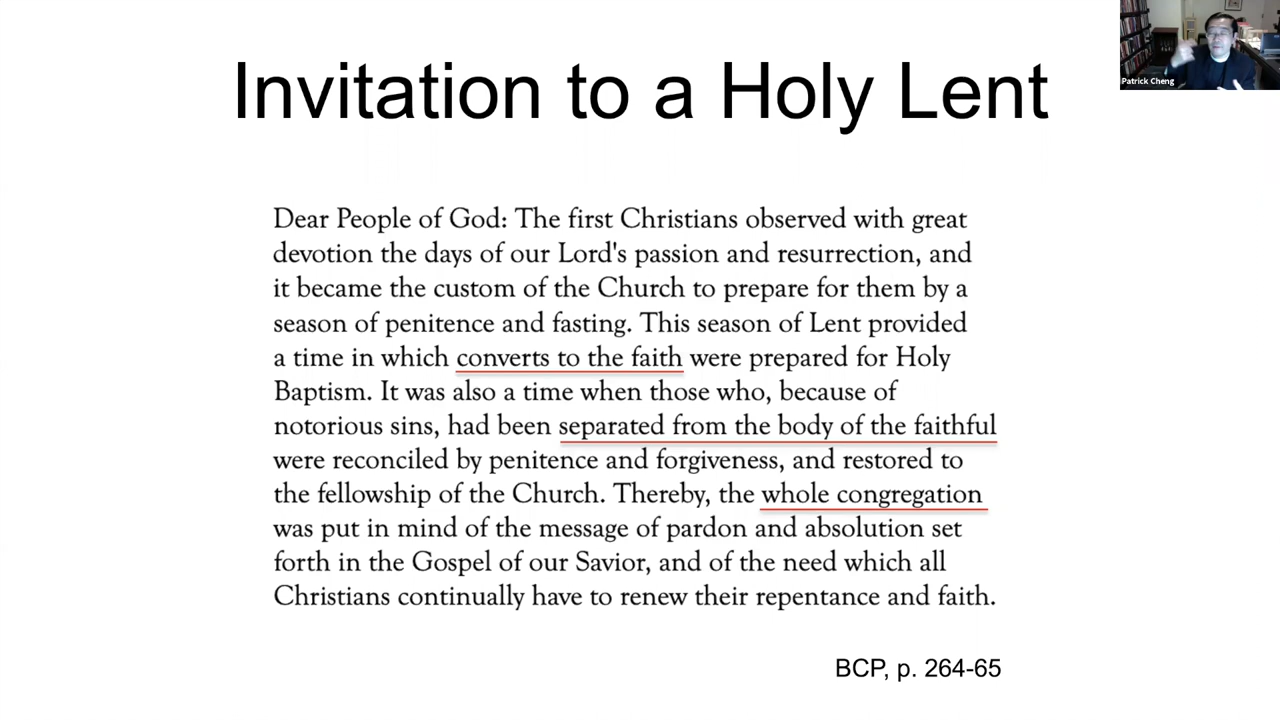 Invitation to a Holy Lent
Patrick Cheng
Dear People of God: The first Christians observed with great
devotion the days of our Lord's passion and resurrection, and
it became the custom of the Church to prepare for them by a
season of penitence and fasting. This season of Lent provided
a time in which converts to the faith were prepared for Holy
Baptism. It was also a time when those who, because of
notorious sins, had been separated from the body of the faithful
were reconciled by penitence and forgiveness, and restored to
the fellowship of the Church. Thereby, the whole congregation
was put in mind of the message of pardon and absolution set
forth in the Gospel of our Savior, and of the need which all
Christians continually have to renew their repentance and faith.
BCP, p. 264-65